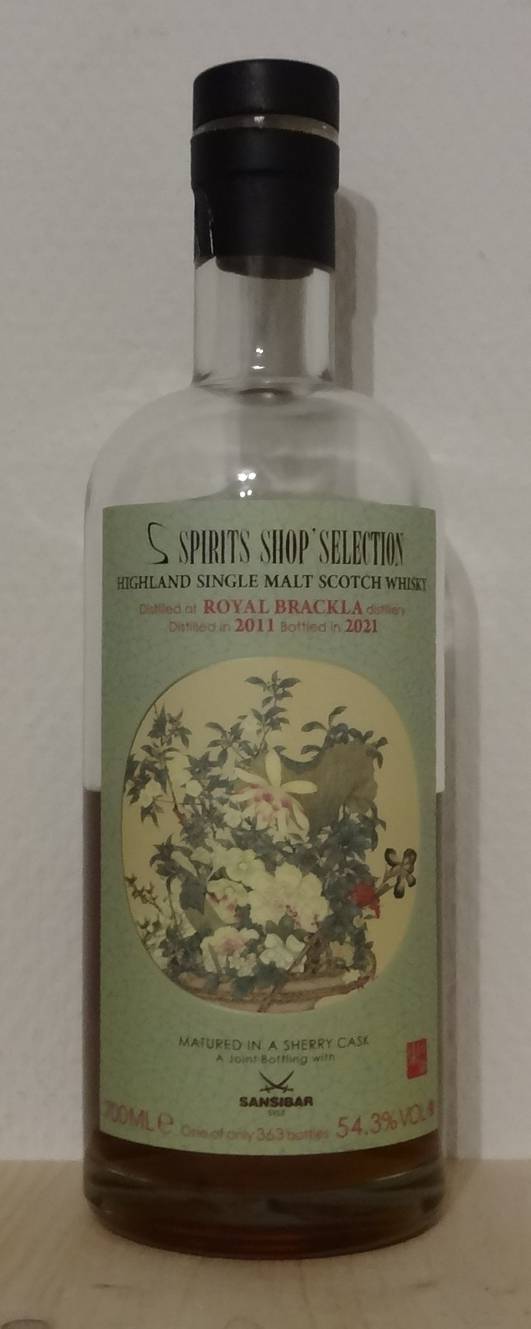 S SPIRITS SHOP' SELECTION
HIGHLAND SINGLE MALT SCOTCH WHISKY
Distilled at ROYAL BRACKLA distillery
Distilled in 2011 Bottled in 2021
MATURED IN A SHERRY CASK
A Joint Bottling with
SANSIBAR
SYLT
700ML e One of only 363 bottles 54.3% VOL